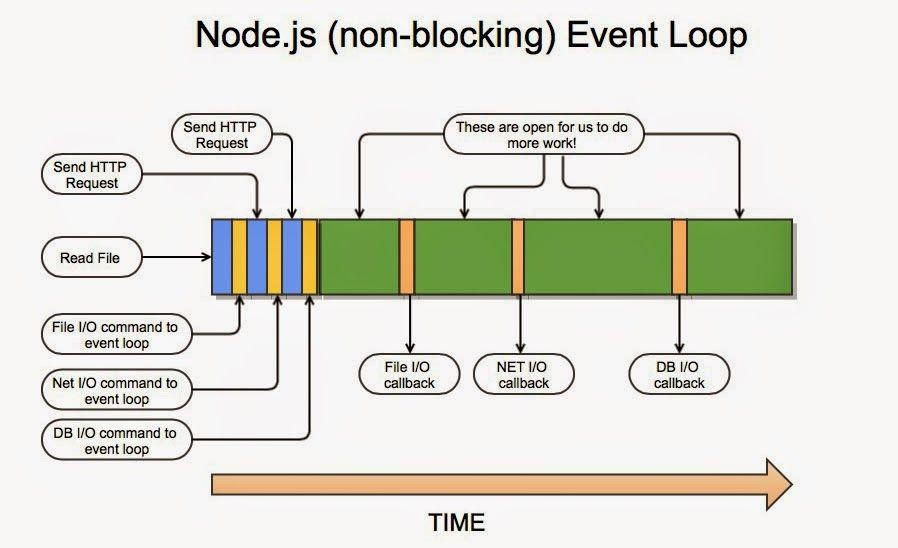 Node.js (non-blocking) Event Loop
Send HTTP
Request
These are open for us to do
more work!
Send HTTP
Request
Read File
File I/O command to
event loop
Net I/O command to
event loop
DB I/O command to
event loop
File I/O
callback
NET I/O
callback
DB I/O
callback
TIME